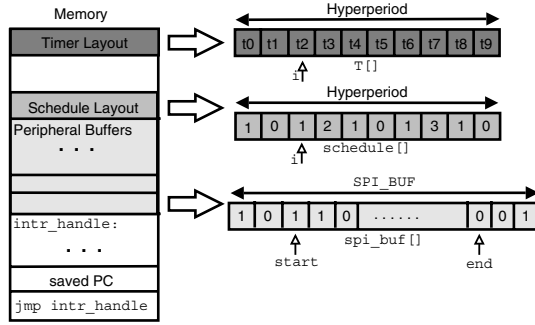 Memory
Timer Layout
Schedule Layout
Peripheral Buffers
. . .
intr_handle:
. . .
saved PC
jmp intr_handle
Hyperperiod
t0 t1 t2 t3 t4 t5 t6 t7 t8 t9
i
T[]
Hyperperiod
1 0 1 2 1 0 1 3 1 0
i
schedule[]
SPI_BUF
1 0 1 1 0 ...... 0 0 1
spi_buf[]
start
end